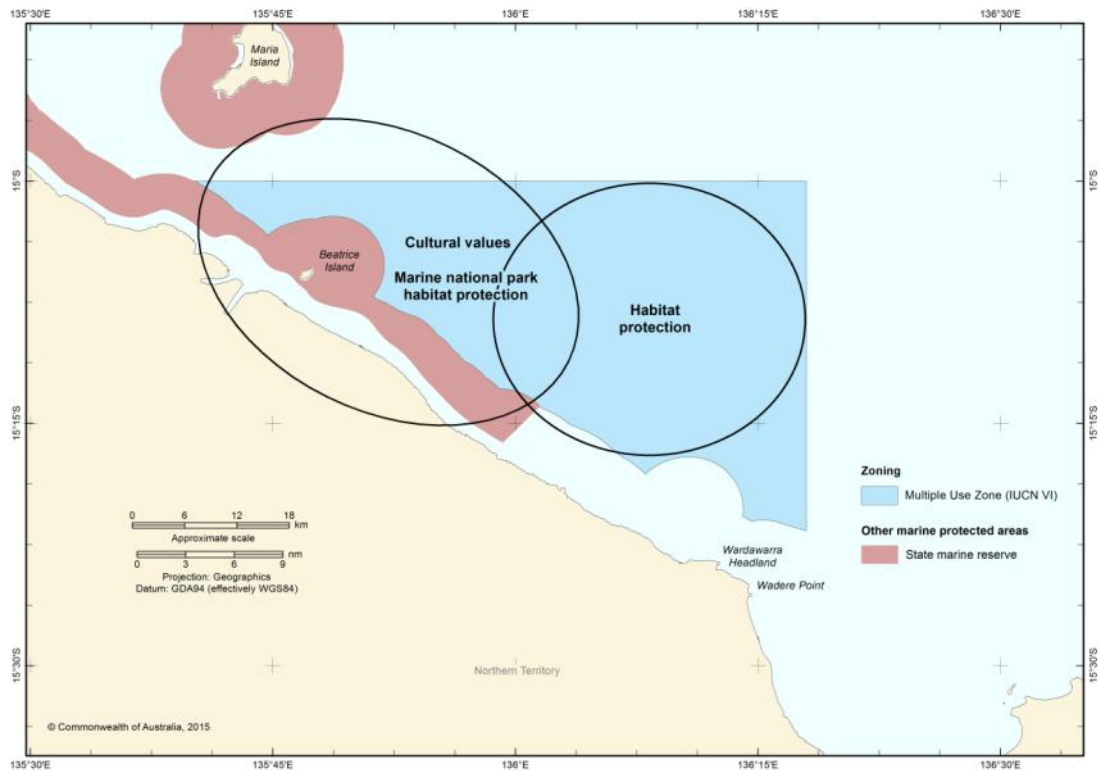 135°30'E
135°45'E
136°E
136°15'E
136°30'E
Maria
Island
15°S
15°S
Cultural values
Beatrice
Island
Marine national park
habitat protection
Habitat
protection
15°15'S
15°15'S
Zoning
Multiple Use Zone (IUCN VI)
Other marine protected areas
State marine reserve
0 6 12 18
km
Approximate scale
nm
0 3 6 9
Projection: Geographics
Datum: GDA94 (effectively WGS84)
Wardawarra
Headland
Wadere Point
15°30'S
15°30'S
Northern Territory
© Commonwealth of Australia, 2015
135°30'E
135°45'E
136°E
136°15'E
136°30'E